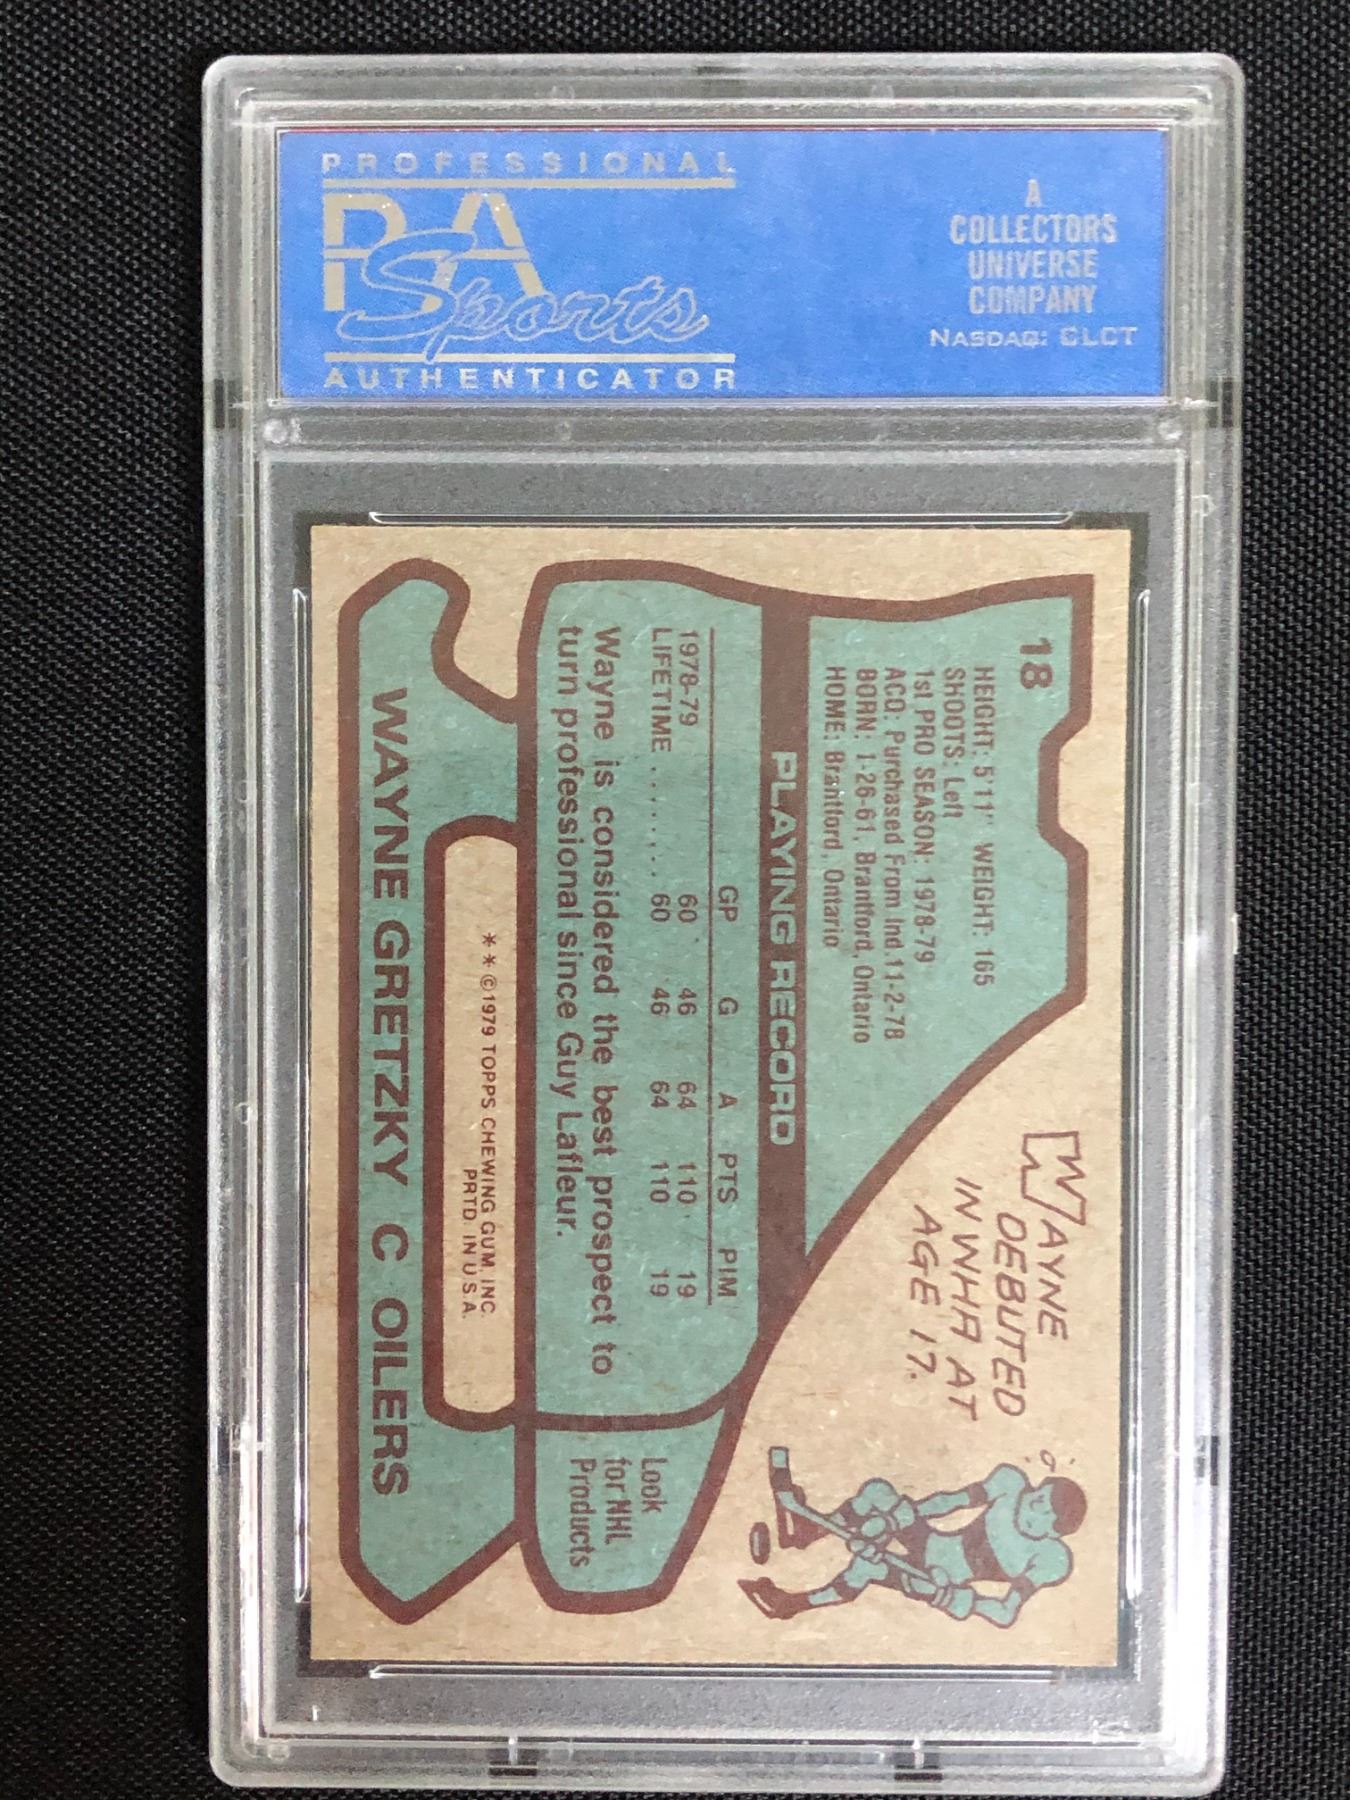 PROFESSIONAL
PSA
Sports
AUTHENTICATOR
A
COLLECTORS
UNIVERSE
COMPANY
NASDAQ: CLCT
18
HEIGHT: 5'11" WEIGHT: 165
SHOOTS: Left
1st PRO SEASON: 1978-79
ACQ: Purchased From Ind. 11-2-78
BORN: 1-26-61, Brantford, Ontario
HOME: Brantford, Ontario
WAYNE
DEBUTED
IN WHA AT
AGE 17.
PLAYING RECORD
GP G A PTS PIM
1978-79 60 46 64 110 19
LIFETIME ........ 60 46 64 110 19
Wayne is considered the best prospect to
turn professional since Guy Lafleur.
Look
for NHL
Products
**©1979 TOPPS CHEWING GUM, INC.
PRTD. IN U.S.A.
WAYNE GRETZKY C OILERS